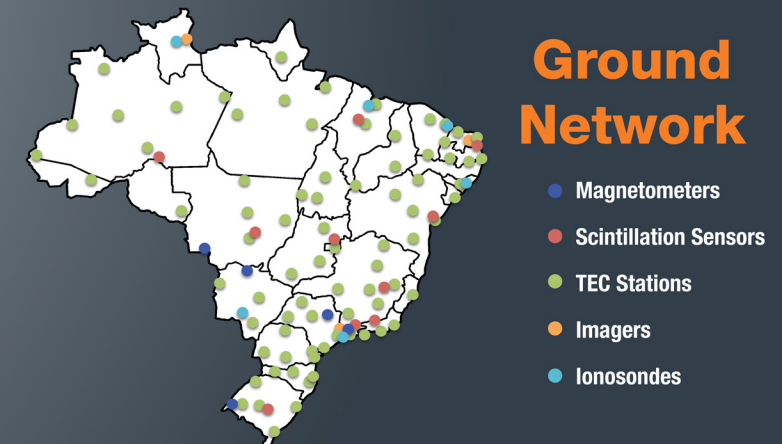 Ground
Network
Magnetometers
Scintillation Sensors
TEC Stations
Imagers
Ionosondes